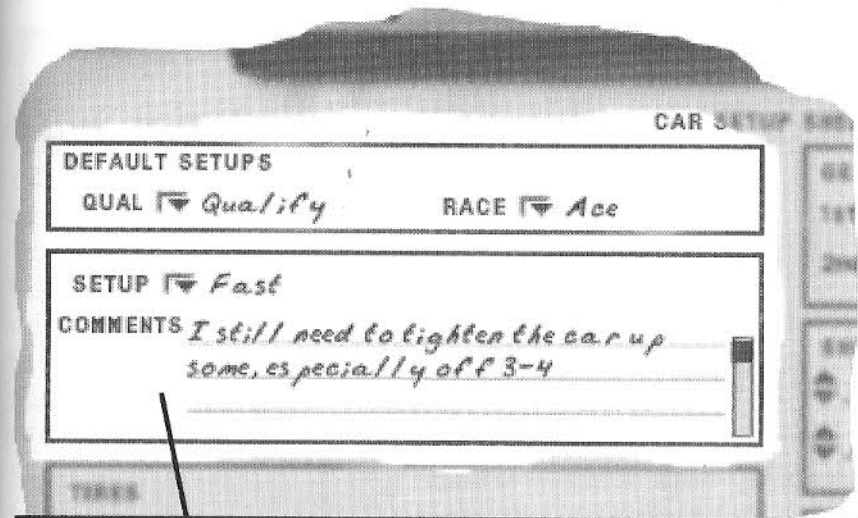 CAR SETUP
DEFAULT SETUPS
QUAL Qualify RACE Ace
SETUP Fast
COMMENTS I still need to tighten the car up
some, especially off 3-4
TIRES